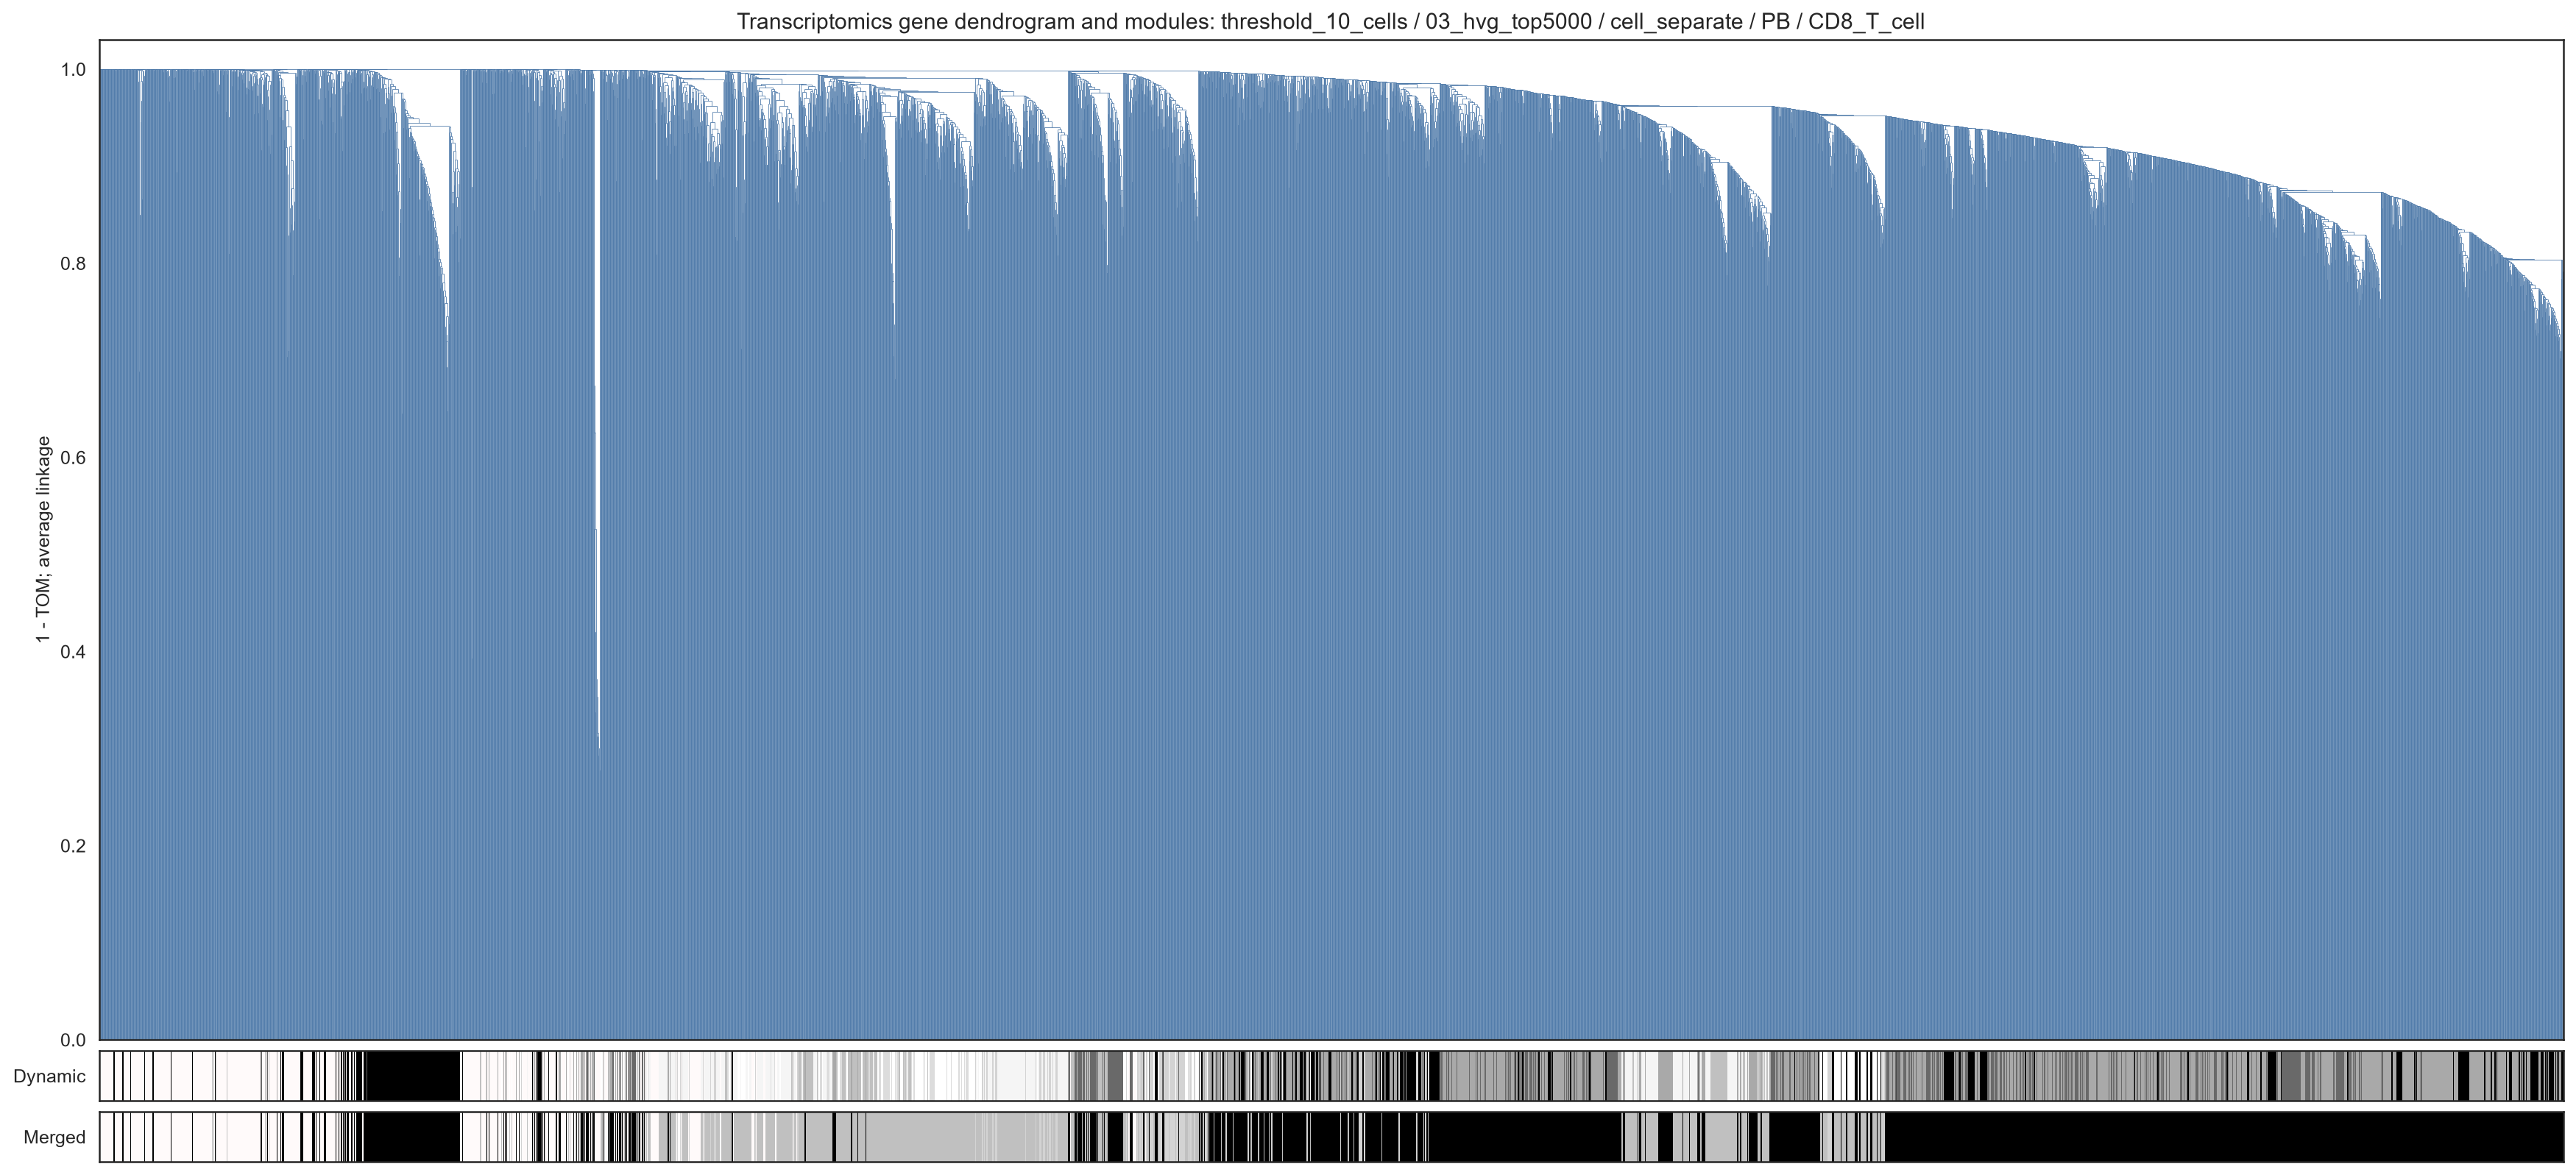 Transcriptomics gene dendrogram and modules: threshold_10_cells / 03_hvg_top5000 / cell_separate / PB / CD8_T_cell
1.0
0.8
0.6
0.4
0.2
0.0
1 - TOM; average linkage
Dynamic
Merged